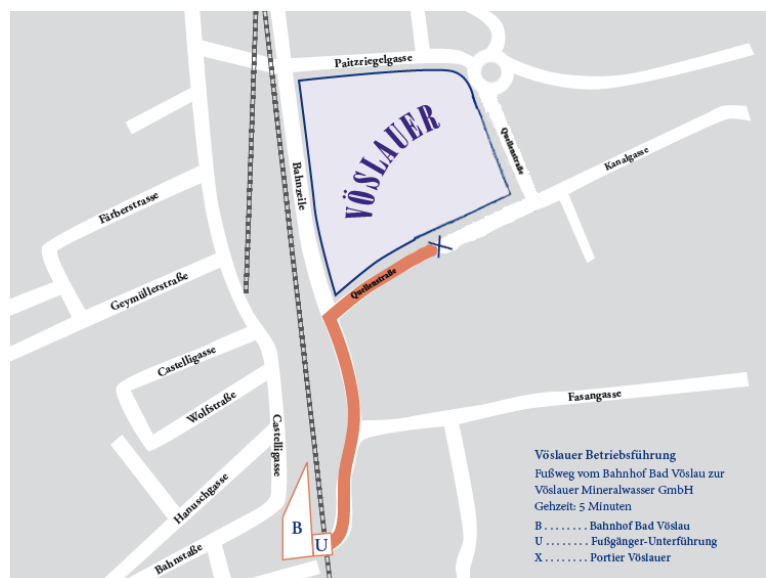 Paitzriegelgasse
VÖSLAUER
Quellenstraße
Kanalgasse
Bahnzeile
Färberstrasse
Quellenstraße
Geymüllerstraße
Castelligasse
Wolfstraße
Fasangasse
Castelligasse
Hanuschgasse
Bahnstaße
B
U
X
Vöslauer Betriebsführung
Fußweg vom Bahnhof Bad Vöslau zur
Vöslauer Mineralwasser GmbH
Gehzeit: 5 Minuten
B . . . . . . . . Bahnhof Bad Vöslau
U . . . . . . . . Fußgänger-Unterführung
X . . . . . . . . Portier Vöslauer